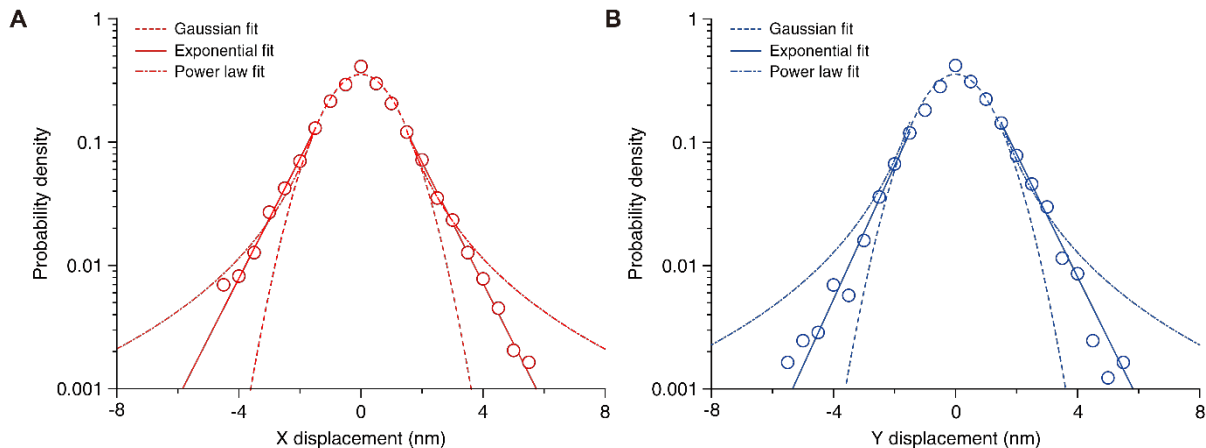 A
Gaussian fit
Exponential fit
Power law fit
Probability density
1
0.1
0.01
0.001
-8
-4
0
4
8
X displacement (nm)
B
Gaussian fit
Exponential fit
Power law fit
Probability density
1
0.1
0.01
0.001
-8
-4
0
4
8
Y displacement (nm)